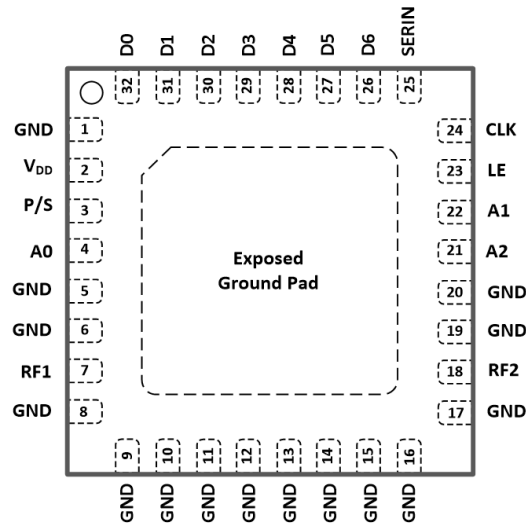 D0 D1 D2 D3 D4 D5 D6 SERIN
32 31 30 29 28 27 26 25
GND 1 24 CLK
VDD 2 23 LE
P/S 3 22 A1
A0 4 21 A2
GND 5 20 GND
GND 6 19 GND
RF1 7 18 RF2
GND 8 17 GND
Exposed
Ground Pad
9 10 11 12 13 14 15 16
GND GND GND GND GND GND GND GND